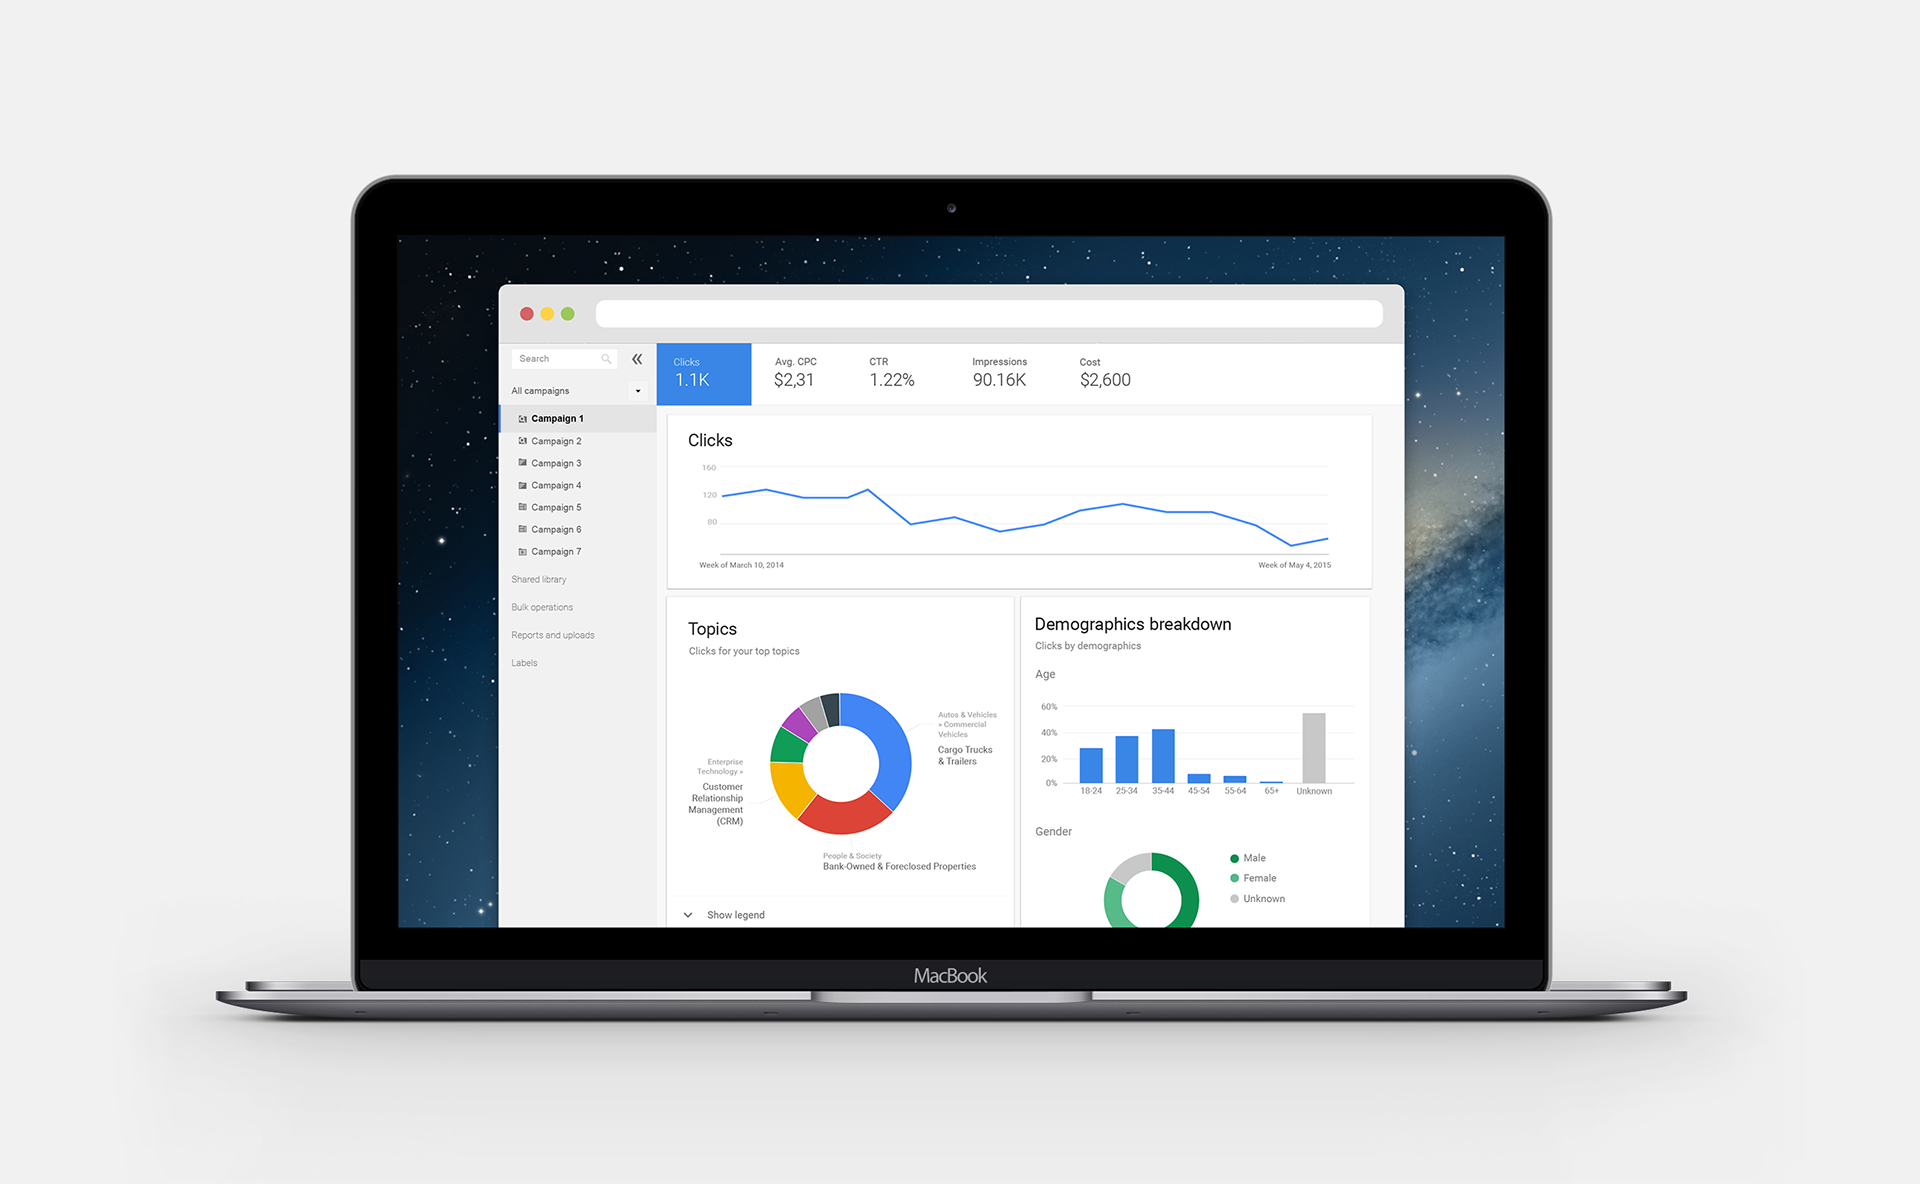 Search
All campaigns
Campaign 1
Campaign 2
Campaign 3
Campaign 4
Campaign 5
Campaign 6
Campaign 7
Shared library
Bulk operations
Reports and uploads
Labels
Clicks
1.1K
Avg. CPC
$2,31
CTR
1.22%
Impressions
90.16K
Cost
$2,600
Clicks
160
120
80
Week of March 10, 2014
Week of May 4, 2015
Topics
Clicks for your top topics
Autos & Vehicles
» Commercial
Vehicles
Cargo Trucks
& Trailers
Enterprise
Technology »
Customer
Relationship
Management
(CRM)
People & Society
Bank-Owned & Foreclosed Properties
Show legend
Demographics breakdown
Clicks by demographics
Age
60%
40%
20%
0%
18-24 25-34 35-44 45-54 55-64 65+ Unknown
Gender
Male
Female
Unknown
MacBook